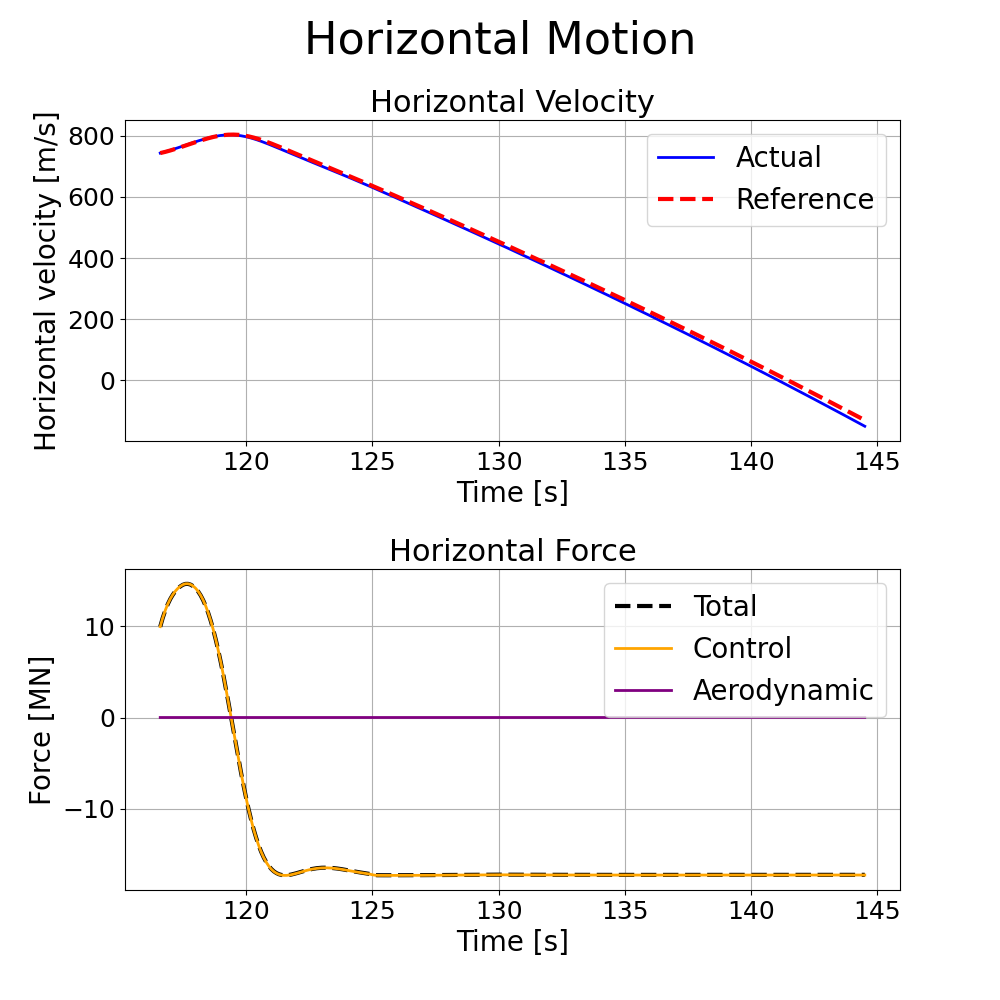 Horizontal Motion
Horizontal Velocity
Horizontal velocity [m/s]
800
600
400
200
0
Actual
Reference
120 125 130 135 140 145
Time [s]
Horizontal Force
Force [MN]
10
0
−10
Total
Control
Aerodynamic
120 125 130 135 140 145
Time [s]